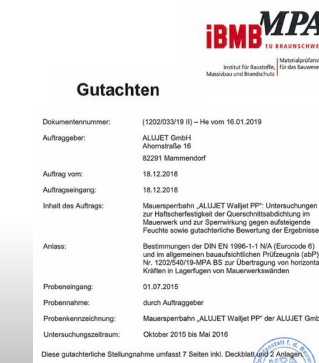 iBMB MPA
TU BRAUNSCHWEIG
Institut für Baustoffe,
Massivbau und Brandschutz
Materialprüfanst
für das Bauwesen
Gutachten
Dokumentennummer: (1202/033/19 II) – He vom 16.01.2019
Auftraggeber: ALUJET GmbH
Ahornstraße 16
82291 Mammendorf
Auftrag vom: 18.12.2018
Auftragseingang: 18.12.2018
Inhalt des Auftrags: Mauersperrbahn „ALUJET Walljet PP": Untersuchungen
zur Haftscherfestigkeit der Querschnittsabdichtung im
Mauerwerk und zur Sperrwirkung gegen aufsteigende
Feuchte sowie gutachterliche Bewertung der Ergebnisse
Anlass: Bestimmungen der DIN EN 1996-1-1 N/A (Eurocode 6)
und im allgemeinen bauaufsichtlichen Prüfzeugnis (abP)
Nr. 1202/540/19-MPA BS zur Übertragung von horizonta
Kräften in Lagerfugen von Mauerwerkswänden
Probeneingang: 01.07.2015
Probennahme: durch Auftraggeber
Probenkennzeichnung: Mauersperrbahn „ALUJET Walljet PP" der ALUJET Gmb
Untersuchungszeitraum: Oktober 2015 bis Mai 2016
Diese gutachterliche Stellungnahme umfasst 7 Seiten inkl. Deckblatt und 2 Anlagen.